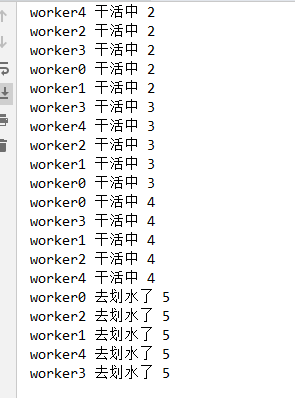 worker4 干活中 2
worker2 干活中 2
worker3 干活中 2
worker0 干活中 2
worker1 干活中 2
worker3 干活中 3
worker4 干活中 3
worker2 干活中 3
worker1 干活中 3
worker0 干活中 3
worker0 干活中 4
worker3 干活中 4
worker1 干活中 4
worker2 干活中 4
worker4 干活中 4
worker0 去划水了 5
worker2 去划水了 5
worker1 去划水了 5
worker4 去划水了 5
worker3 去划水了 5